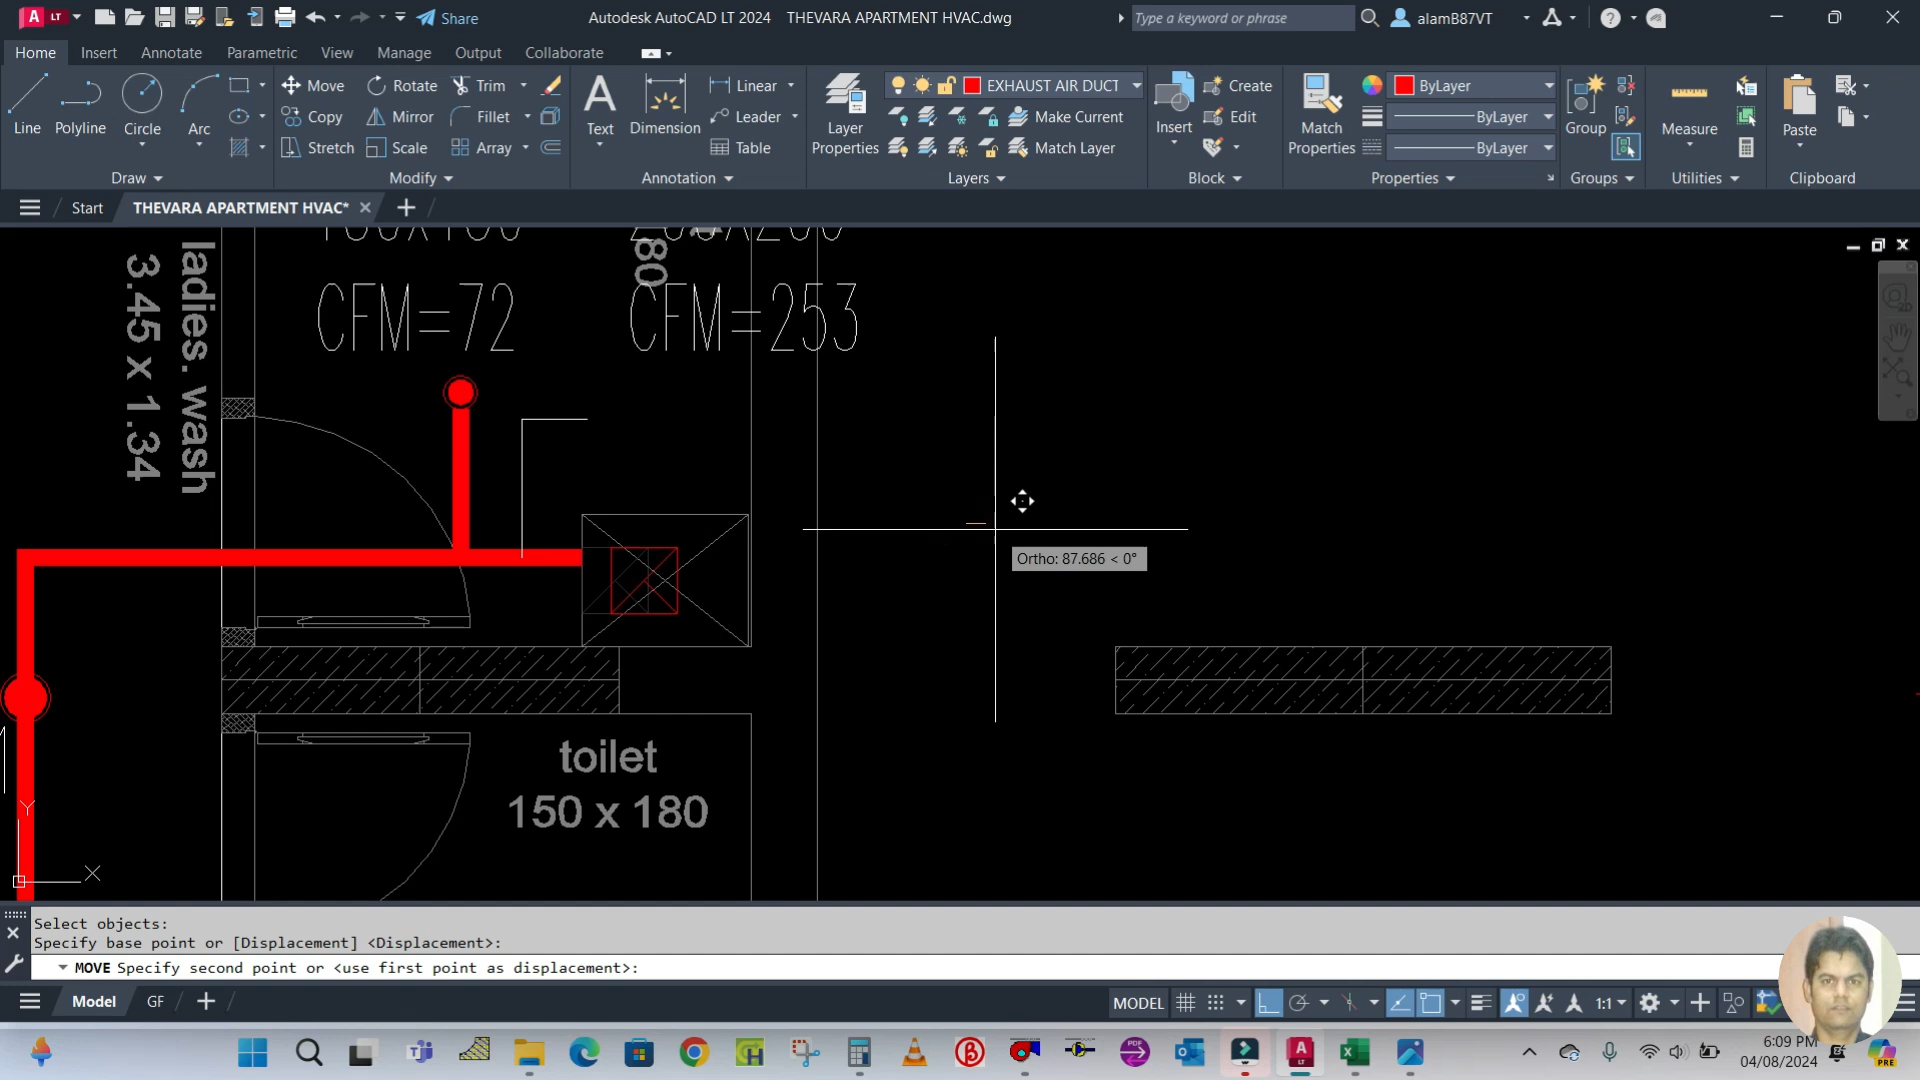 A LT
Share
Autodesk AutoCAD LT 2024 THEVARA APARTMENT HVAC.dwg
Type a keyword or phrase
alamB87VT
Home Insert Annotate Parametric View Manage Output Collaborate
Line Polyline Circle Arc
Move Rotate Trim
Copy Mirror Fillet
Stretch Scale Array
Text Dimension
Linear
Leader
Table
Layer Properties
EXHAUST AIR DUCT
Make Current
Match Layer
Insert
Create
Edit
Match Properties
ByLayer
ByLayer
ByLayer
Group
Measure
Paste
Draw Modify Annotation Layers Block Properties Groups Utilities Clipboard
Start THEVARA APARTMENT HVAC*
80
CFM=72 CFM=253
ladies. wash
3.45 x 1.34
Ortho: 87.686 < 0°
toilet
150 x 180
Y
X
Select objects:
Specify base point or [Displacement] <Displacement>:
MOVE Specify second point or <use first point as displacement>:
Model GF
MODEL
1:1
6:09 PM
04/08/2024
PDF
A
LT
PRE